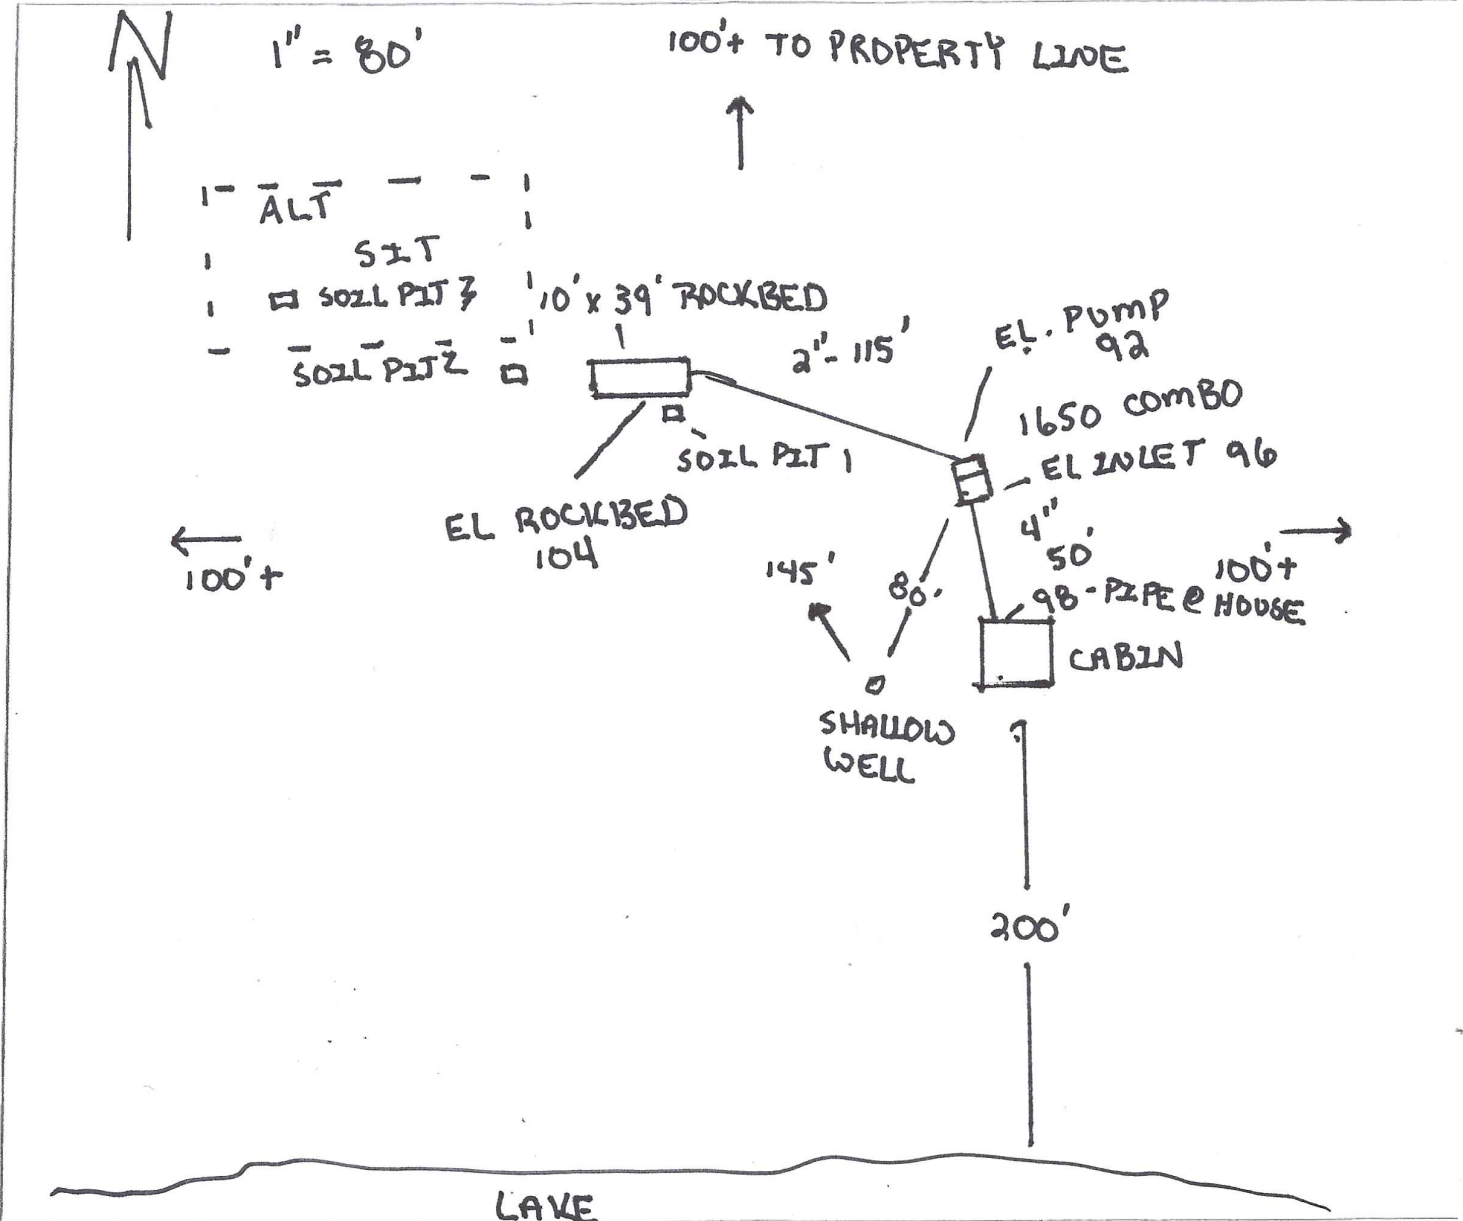 N
1" = 80'
100'+ TO PROPERTY LINE
ALT
SIT
SOIL PIT 3
10' x 39' ROCKBED
SOIL PIT 2
2" - 115'
EL. PUMP
92
1650 COMBO
EL INLET 96
SOIL PIT 1
EL ROCKBED
104
100'+
4"
50'
145'
80'
100'+
98 - PIPE @ HOUSE
CABIN
SHALLOW
WELL
200'
LAKE